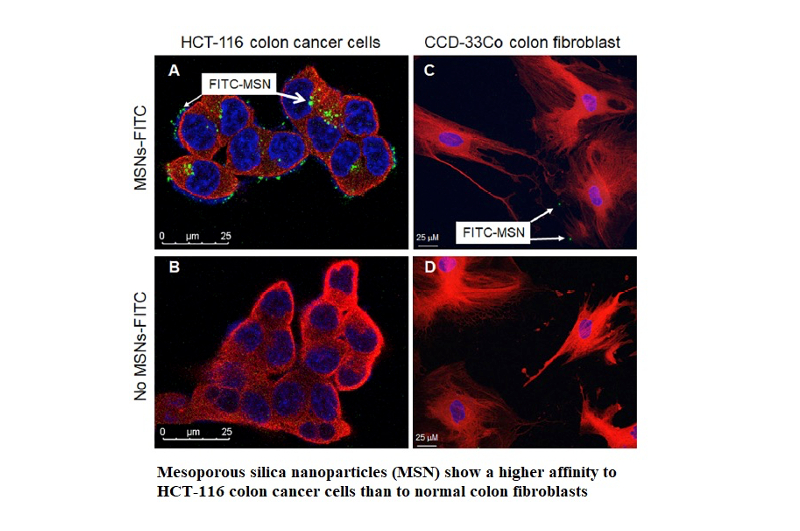 HCT-116 colon cancer cells
CCD-33Co colon fibroblast
MSNs-FITC
A
FITC-MSN
0 µm 25
C
FITC-MSN
25 µM
No MSNs-FITC
B
0 µm 25
D
25 µM
Mesoporous silica nanoparticles (MSN) show a higher affinity to
HCT-116 colon cancer cells than to normal colon fibroblasts